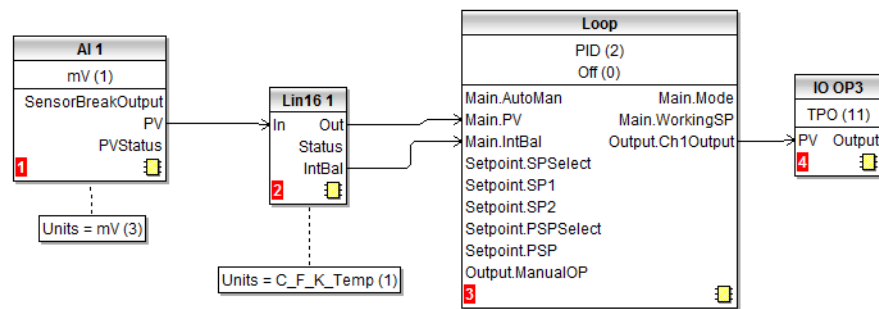 AI 1
mV (1)
SensorBreakOutput
PV
PVStatus
1
Units = mV (3)
Lin16 1
In Out
Status
IntBal
2
Units = C_F_K_Temp (1)
Loop
PID (2)
Off (0)
Main.AutoMan Main.Mode
Main.PV Main.WorkingSP
Main.IntBal Output.Ch1Output
Setpoint.SPSelect
Setpoint.SP1
Setpoint.SP2
Setpoint.PSPSelect
Setpoint.PSP
Output.ManualOP
3
IO OP3
TPO (11)
PV Output
4